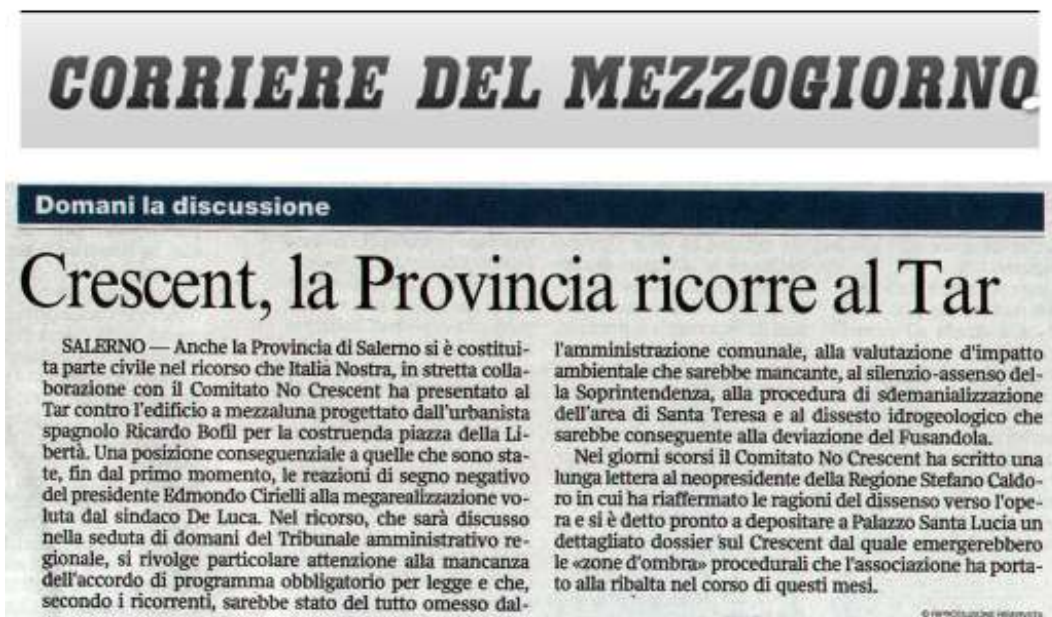 CORRIERE DEL MEZZOGIORNO
Domani la discussione
Crescent, la Provincia ricorre al Tar
SALERNO — Anche la Provincia di Salerno si è costitui-
ta parte civile nel ricorso che Italia Nostra, in stretta colla-
borazione con il Comitato No Crescent ha presentato al
Tar contro l'edificio a mezzaluna progettato dall'urbanista
spagnolo Ricardo Bofil per la costruenda piazza della Li-
bertà. Una posizione conseguenziale a quelle che sono sta-
te, fin dal primo momento, le reazioni di segno negativo
del presidente Edmondo Cirielli alla megarealizzazione vo-
luta dal sindaco De Luca. Nel ricorso, che sarà discusso
nella seduta di domani del Tribunale amministrativo re-
gionale, si rivolge particolare attenzione alla mancanza
dell'accordo di programma obbligatorio per legge e che,
secondo i ricorrenti, sarebbe stato del tutto omesso dal-
l'amministrazione comunale, alla valutazione d'impatto
ambientale che sarebbe mancante, al silenzio-assenso del-
la Soprintendenza, alla procedura di sdemanializzazione
dell'area di Santa Teresa e al dissesto idrogeologico che
sarebbe conseguente alla deviazione del Fusandola.
Nei giorni scorsi il Comitato No Crescent ha scritto una
lunga lettera al neopresidente della Regione Stefano Caldo-
ro in cui ha riaffermato le ragioni del dissenso verso l'ope-
ra e si è detto pronto a depositare a Palazzo Santa Lucia un
dettagliato dossier sul Crescent dal quale emergerebbero
le «zone d'ombra» procedurali che l'associazione ha porta-
to alla ribalta nel corso di questi mesi.
© RIPRODUZIONE RISERVATA